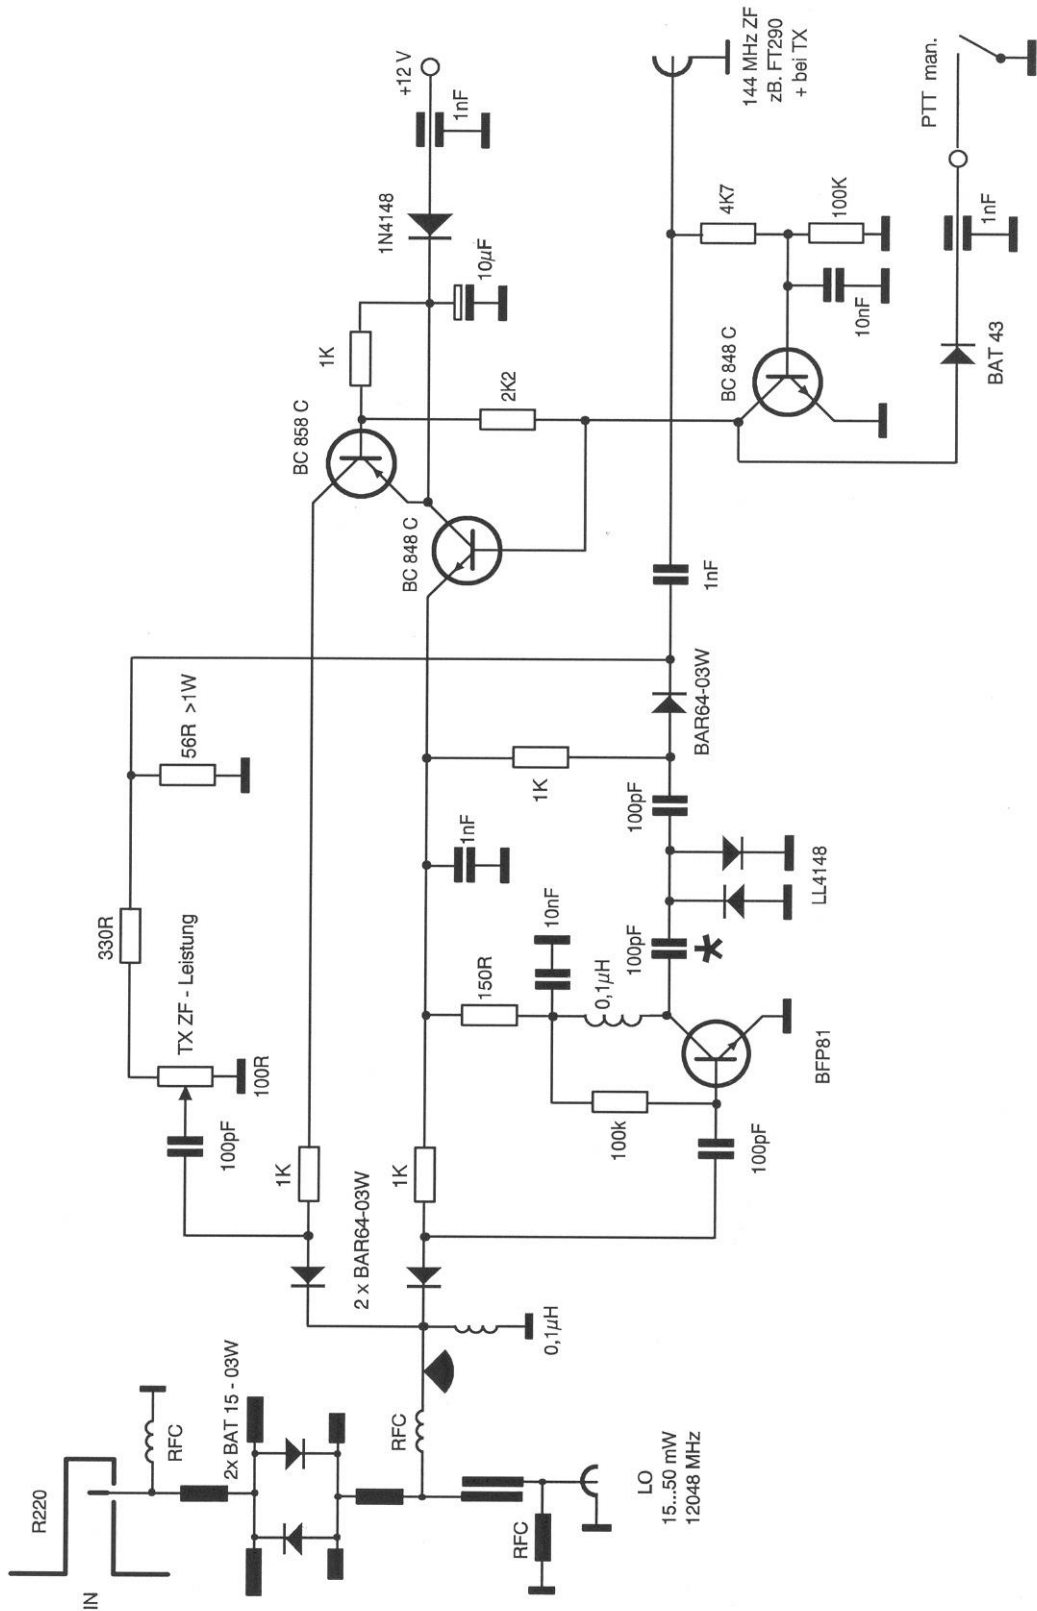 R220
IN
RFC
2x BAT 15 - 03W
RFC
RFC
LO
15...50 mW
12048 MHz
0,1µH
2 x BAR64-03W
1K
1K
100pF
TX ZF - Leistung
100R
330R
56R >1W
100k
100pF
BFP81
150R
10nF
0,1µH
100pF
1nF
LL4148
100pF
1K
BAR64-03W
1nF
BC 848 C
BC 858 C
1K
2K2
10µF
1N4148
1nF
+12 V
BC 848 C
10nF
4K7
100K
BAT 43
1nF
PTT man.
144 MHz ZF
zB. FT290
+ bei TX